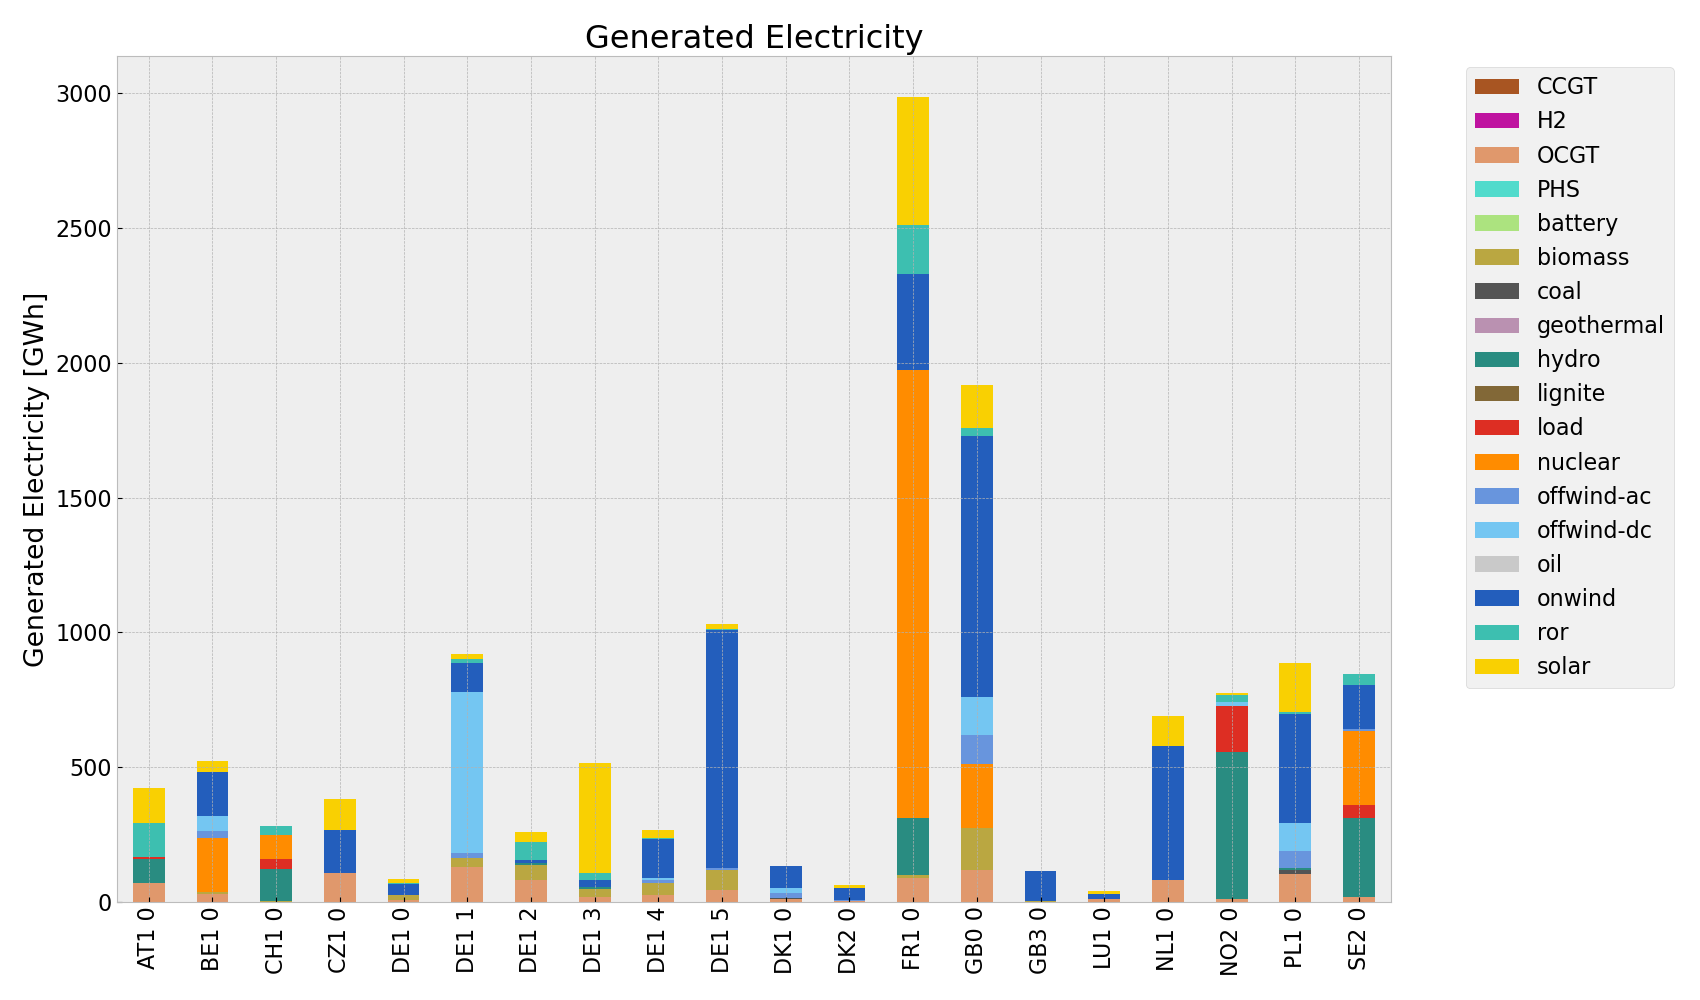 Generated Electricity
Generated Electricity [GWh]
3000
2500
2000
1500
1000
500
0
AT1 0
BE1 0
CH1 0
CZ1 0
DE1 0
DE1 1
DE1 2
DE1 3
DE1 4
DE1 5
DK1 0
DK2 0
FR1 0
GB0 0
GB3 0
LU1 0
NL1 0
NO2 0
PL1 0
SE2 0
CCGT
H2
OCGT
PHS
battery
biomass
coal
geothermal
hydro
lignite
load
nuclear
offwind-ac
offwind-dc
oil
onwind
ror
solar